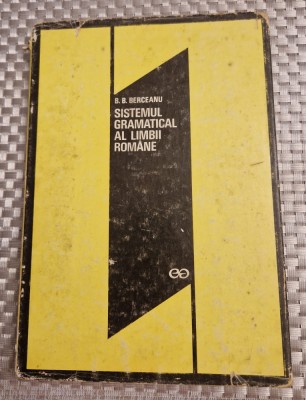 B. B. BERCEANU
SISTEMUL
GRAMATICAL
AL LIMBII
ROMÂNE